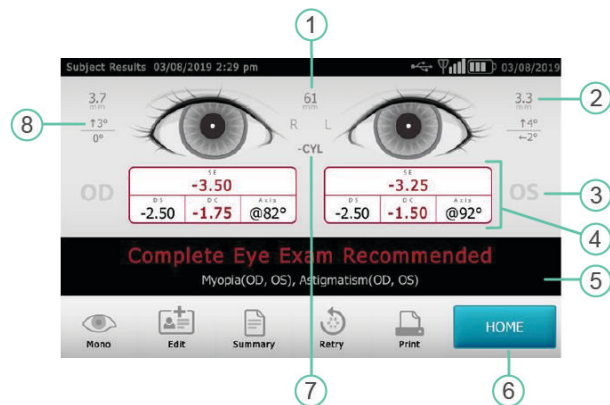 1
Subject Results 03/08/2019 2:29 pm 03/08/2019
3.7 mm 61 mm 3.3 mm 2
8 ↑3° R L ↑4°
0° ←2°
-CYL
OD OS 3
SE SE
-3.50 -3.25
DS DC Axis DS DC Axis 4
-2.50 -1.75 @82° -2.50 -1.50 @92°
Complete Eye Exam Recommended
Myopia(OD, OS), Astigmatism(OD, OS) 5
HOME
Mono Edit Summary Retry Print
7 6